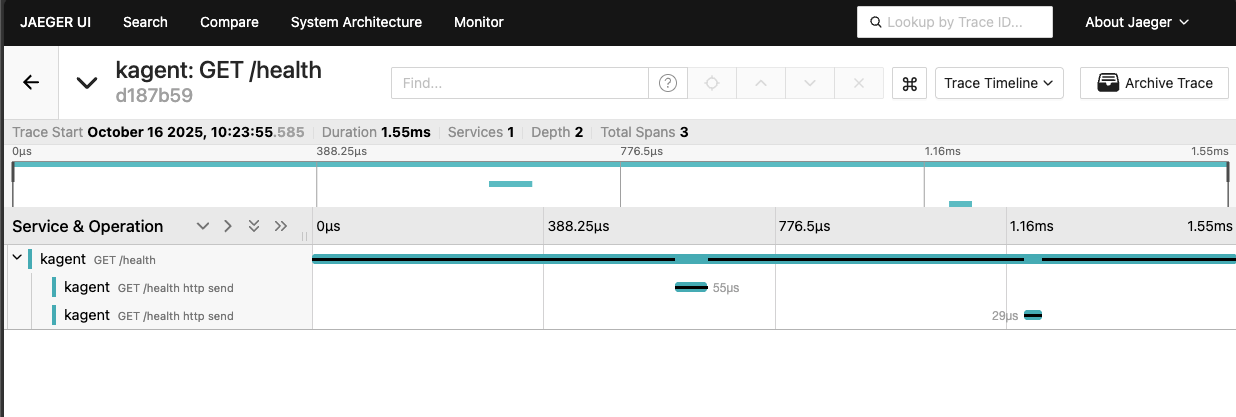 JAEGER UI Search Compare System Architecture Monitor Lookup by Trace ID... About Jaeger
kagent: GET /health
d187b59
Find... ? ⌘ Trace Timeline Archive Trace
Trace Start October 16 2025, 10:23:55.585 Duration 1.55ms Services 1 Depth 2 Total Spans 3
0μs 388.25μs 776.5μs 1.16ms 1.55ms
Service & Operation 0μs 388.25μs 776.5μs 1.16ms 1.55ms
kagent GET /health
kagent GET /health http send 55μs
kagent GET /health http send 29μs